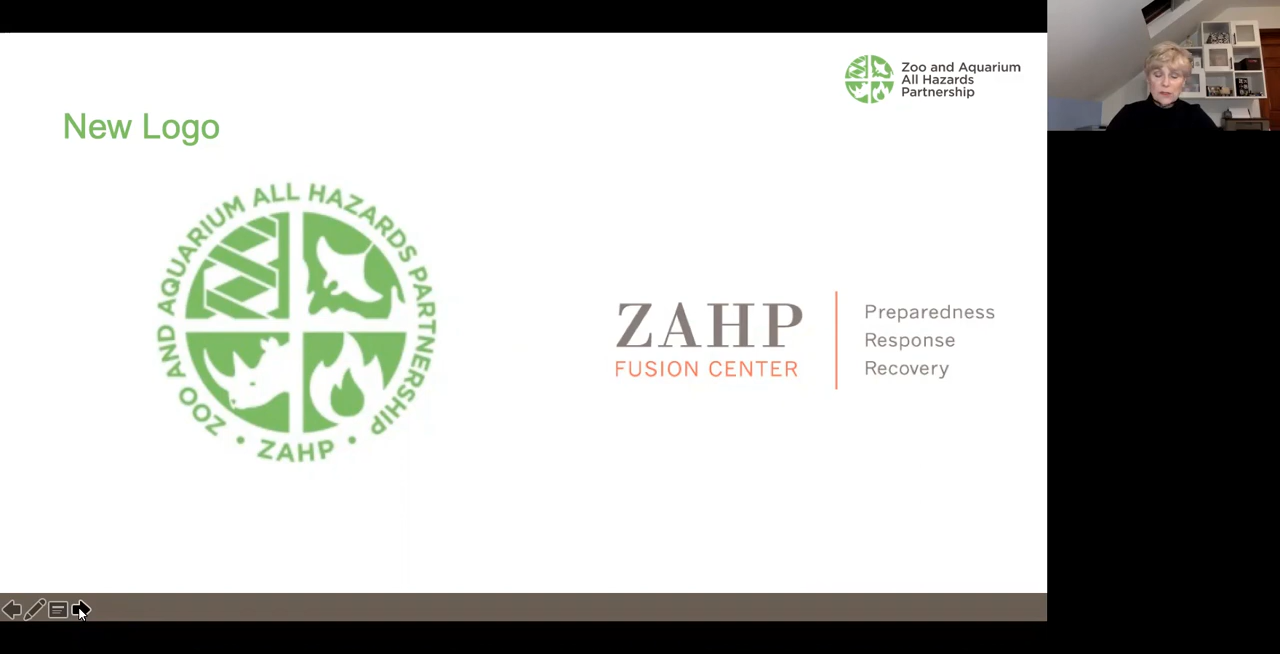 Zoo and Aquarium
All Hazards
Partnership
New Logo
ZOO AND AQUARIUM ALL HAZARDS PARTNERSHIP
• ZAHP •
ZAHP
FUSION CENTER
Preparedness
Response
Recovery